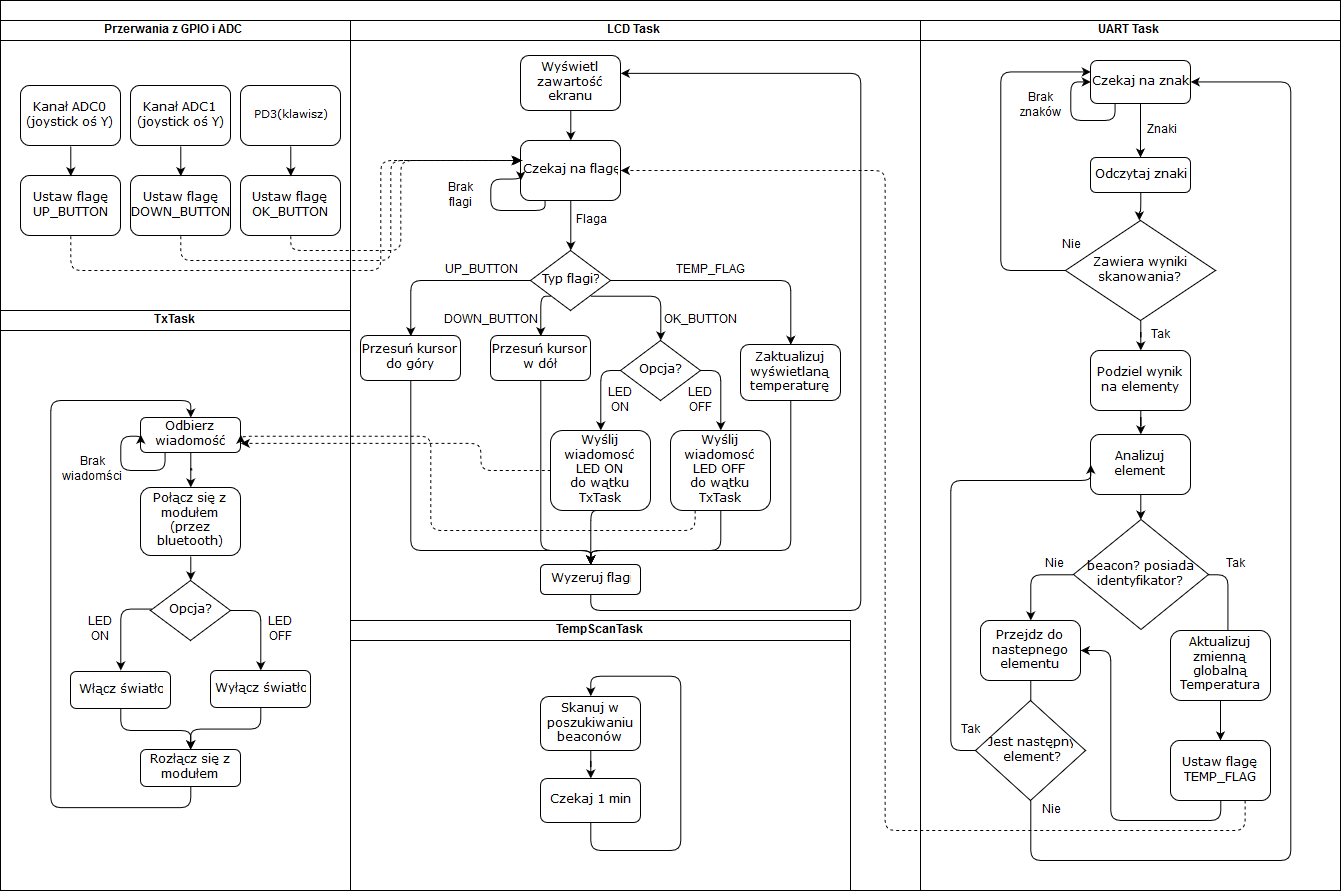 Przerwania z GPIO i ADC
Kanał ADC0
(joystick oś Y)
Kanał ADC1
(joystick oś Y)
PD3(klawisz)
Ustaw flagę
UP_BUTTON
Ustaw flagę
DOWN_BUTTON
Ustaw flagę
OK_BUTTON
TxTask
Odbierz
wiadomość
Brak
wiadomści
Połącz się z
modułem
(przez
bluetooth)
Opcja?
LED
ON
LED
OFF
Włącz światło
Wyłącz światło
Rozłącz się z
modułem
LCD Task
Wyświetl
zawartość
ekranu
Czekaj na flagę
Brak
flagi
Flaga
Typ flagi?
UP_BUTTON
TEMP_FLAG
DOWN_BUTTON
OK_BUTTON
Przesuń kursor
do góry
Przesuń kursor
w dół
Opcja?
Zaktualizuj
wyświetlaną
temperaturę
LED
ON
LED
OFF
Wyślij
wiadomosć
LED ON
do wątku
TxTask
Wyślij
wiadomosć
LED OFF
do wątku
TxTask
Wyzeruj flag
TempScanTask
Skanuj w
poszukiwaniu
beaconów
Czekaj 1 min
UART Task
Czekaj na znak
Brak
znaków
Znaki
Odczytaj znaki
Nie
Zawiera wyniki
skanowania?
Tak
Podziel wynik
na elementy
Analizuj
element
Nie
beacon? posiada
identyfikator?
Tak
Przejdz do
nastepnego
elementu
Aktualizuj
zmienną
globalną
Temperatura
Tak
Jest następny
element?
Ustaw flagę
TEMP_FLAG
Nie